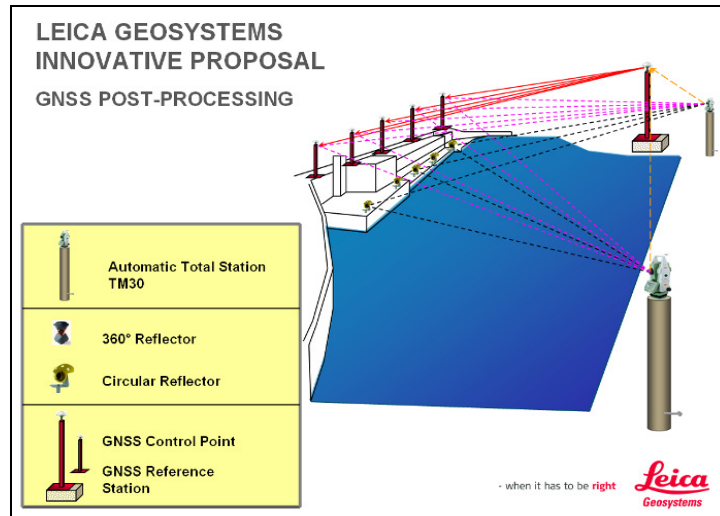 LEICA GEOSYSTEMS
INNOVATIVE PROPOSAL
GNSS POST-PROCESSING
Automatic Total Station
TM30
360° Reflector
Circular Reflector
GNSS Control Point
GNSS Reference
Station
- when it has to be right
Leica
Geosystems